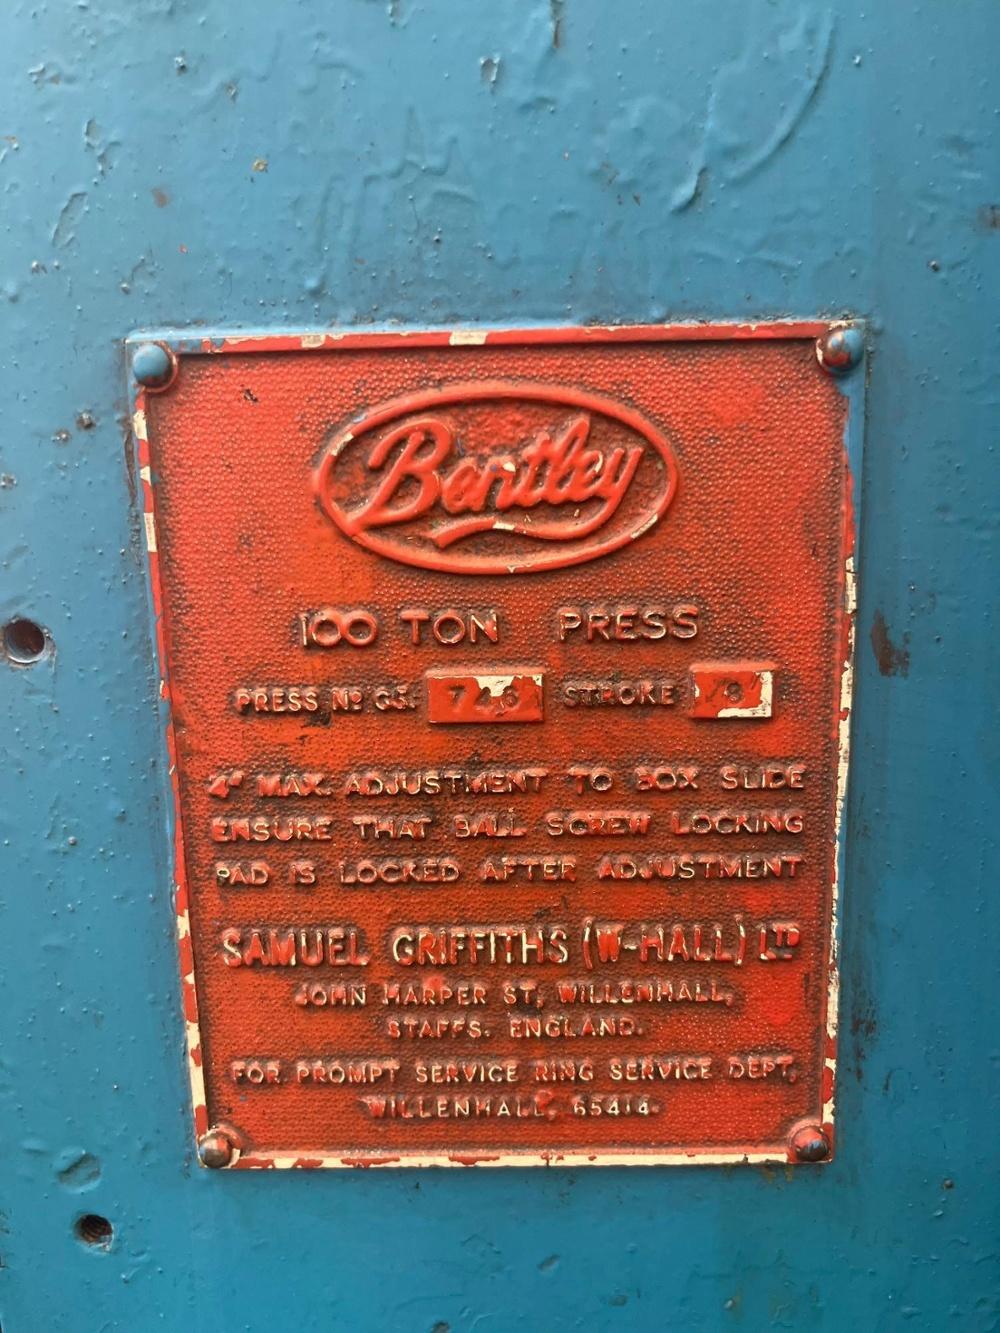 Bentley
100 TON PRESS
PRESS Nº G5. 746 STROKE 8
4" MAX. ADJUSTMENT TO BOX SLIDE
ENSURE THAT BALL SCREW LOCKING
PAD IS LOCKED AFTER ADJUSTMENT
SAMUEL GRIFFITHS (W-HALL) LTD
JOHN HARPER ST, WILLENHALL,
STAFFS. ENGLAND.
FOR PROMPT SERVICE RING SERVICE DEPT,
WILLENHALL, 65414.